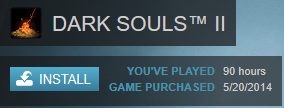 DARK SOULS™ II
INSTALL
YOU'VE PLAYED 90 hours
GAME PURCHASED 5/20/2014